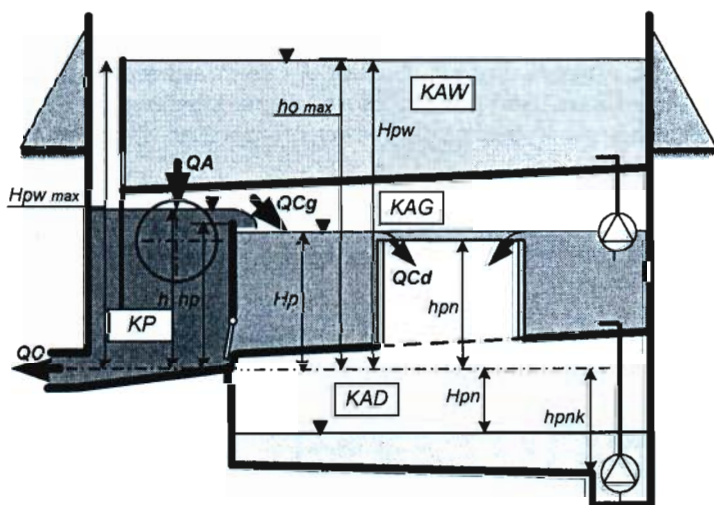 KAW
ho max
Hpw
QA
Hpw max
QCg
KAG
QCd
h
hp
Hp
hpn
KP
QO
KAD
Hpn
hpnk